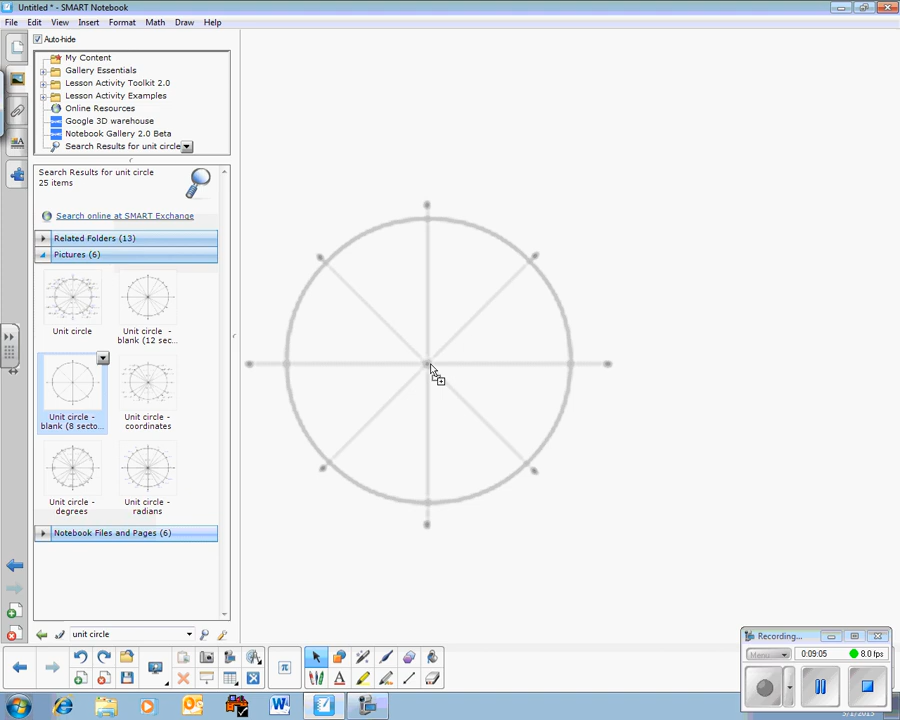 Untitled * - SMART Notebook
File Edit View Insert Format Math Draw Help
Auto-hide
My Content
Gallery Essentials
Lesson Activity Toolkit 2.0
Lesson Activity Examples
Online Resources
Google 3D warehouse
Notebook Gallery 2.0 Beta
Search Results for unit circle
Search Results for unit circle
25 items
Search online at SMART Exchange
Related Folders (13)
Pictures (6)
Unit circle
Unit circle - blank (12 sec...
Unit circle - blank (8 secto...
Unit circle - coordinates
Unit circle - degrees
Unit circle - radians
Notebook Files and Pages (6)
unit circle
Recording...
Menu
0:09:05
8.0 fps